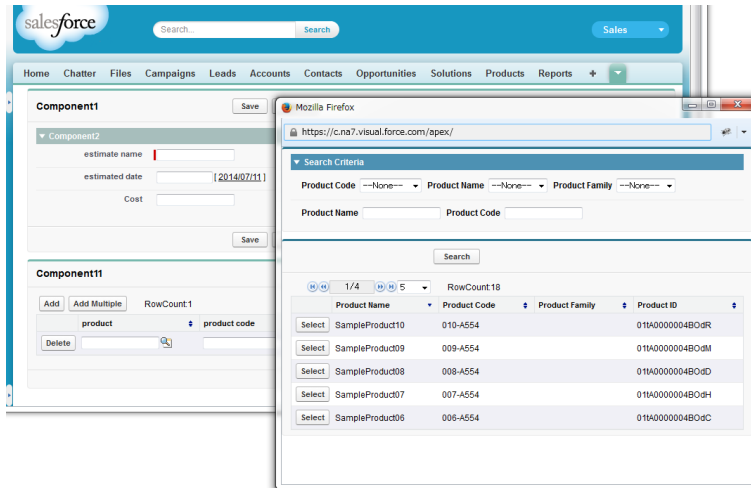 salesforce
Search... Search Sales
Home Chatter Files Campaigns Leads Accounts Contacts Opportunities Solutions Products Reports +
Component1 Save
Component2
estimate name
estimated date [ 2014/07/11 ]
Cost
Save
Component11
Add Add Multiple RowCount:1
product product code
Delete
Mozilla Firefox
https://c.na7.visual.force.com/apex/
Search Criteria
Product Code --None-- Product Name --None-- Product Family --None--
Product Name Product Code
Search
1/4 5 RowCount:18
Product Name Product Code Product Family Product ID
Select SampleProduct10 010-A554 01tA0000004BOdR
Select SampleProduct09 009-A554 01tA0000004BOdM
Select SampleProduct08 008-A554 01tA0000004BOdD
Select SampleProduct07 007-A554 01tA0000004BOdH
Select SampleProduct06 006-A554 01tA0000004BOdC